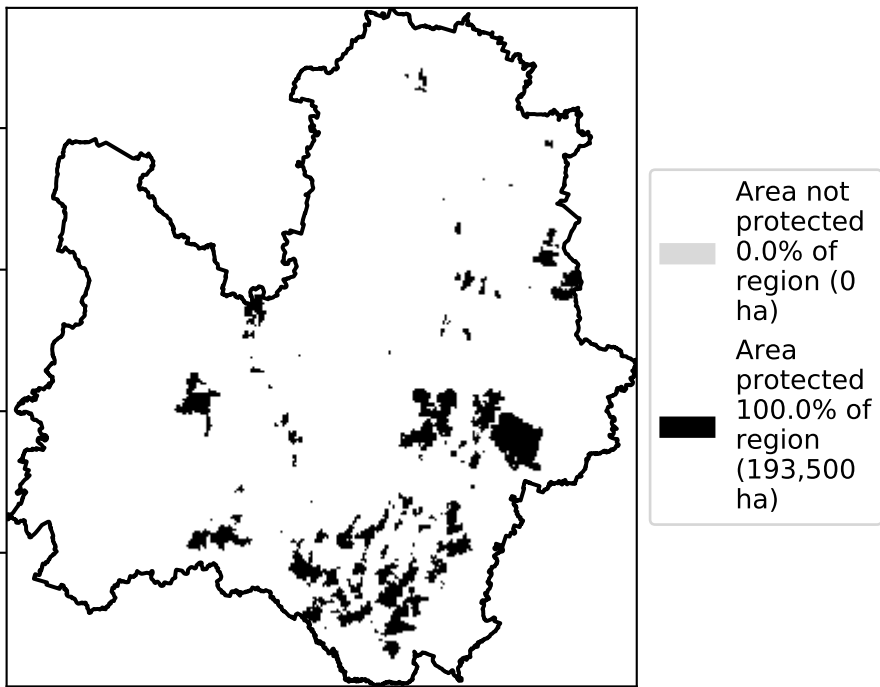 Area not
protected
0.0% of
region (0
ha)
Area
protected
100.0% of
region
(193,500
ha)